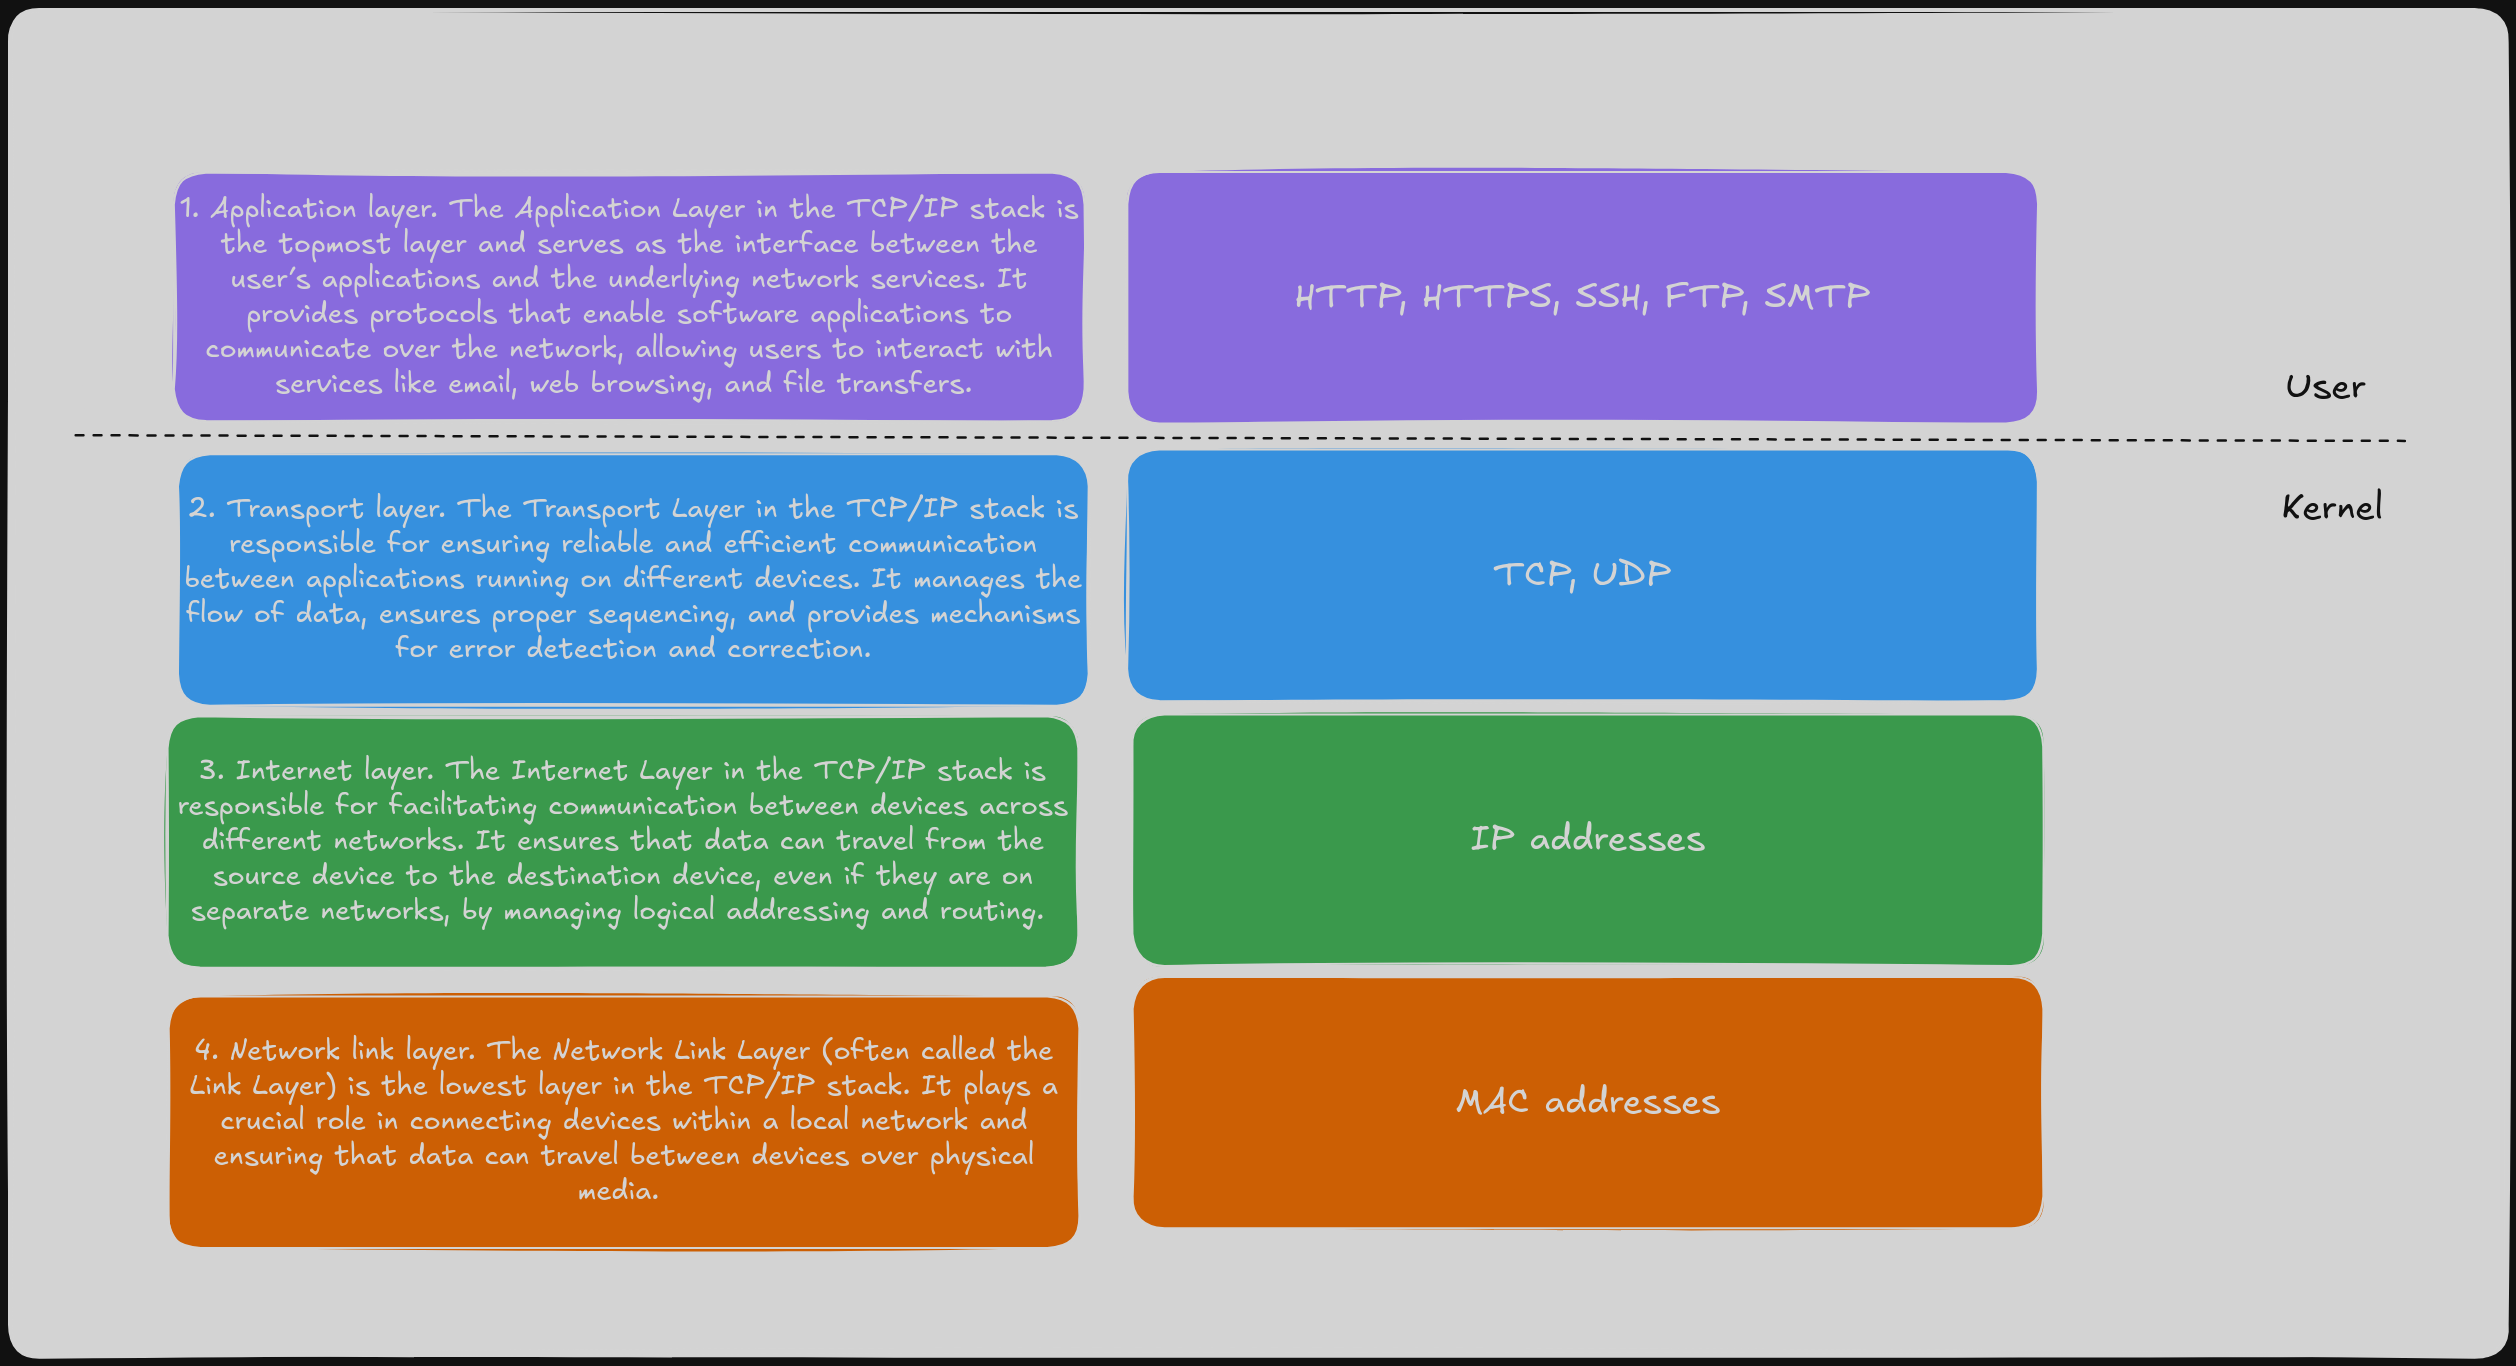 1. Application layer. The Application Layer in the TCP/IP stack is
the topmost layer and serves as the interface between the
user's applications and the underlying network services. It
provides protocols that enable software applications to
communicate over the network, allowing users to interact with
services like email, web browsing, and file transfers.
HTTP, HTTPS, SSH, FTP, SMTP
User
Kernel
2. Transport layer. The Transport Layer in the TCP/IP stack is
responsible for ensuring reliable and efficient communication
between applications running on different devices. It manages the
flow of data, ensures proper sequencing, and provides mechanisms
for error detection and correction.
TCP, UDP
3. Internet layer. The Internet Layer in the TCP/IP stack is
responsible for facilitating communication between devices across
different networks. It ensures that data can travel from the
source device to the destination device, even if they are on
separate networks, by managing logical addressing and routing.
IP addresses
4. Network link layer. The Network Link Layer (often called the
Link Layer) is the lowest layer in the TCP/IP stack. It plays a
crucial role in connecting devices within a local network and
ensuring that data can travel between devices over physical
media.
MAC addresses